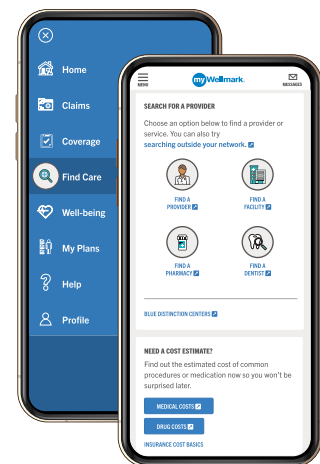 Home
Claims
Coverage
Find Care
Well-being
My Plans
Help
Profile
MENU
myWellmark.
MESSAGES
SEARCH FOR A PROVIDER
Choose an option below to find a provider or
service. You can also try
searching outside your network.
FIND A
PROVIDER
FIND A
FACILITY
FIND A
PHARMACY
FIND A
DENTIST
BLUE DISTINCTION CENTERS
NEED A COST ESTIMATE?
Find out the estimated cost of common
procedures or medication now so you won't be
surprised later.
MEDICAL COSTS
DRUG COSTS
INSURANCE COST BASICS